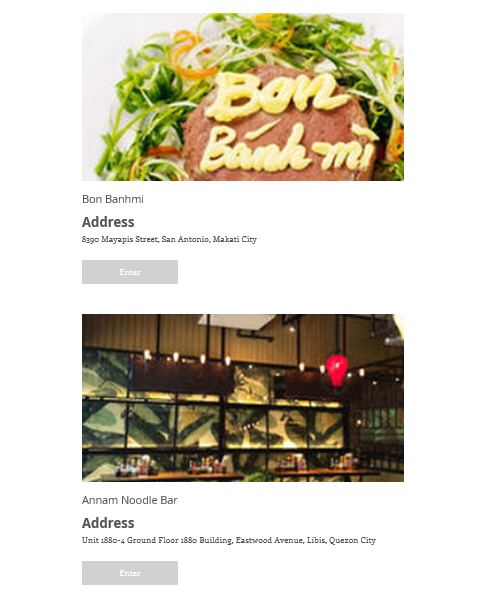 Bon
Bánh-mì
Bon Banhmi
Address
8390 Mayapis Street, San Antonio, Makati City
Enter
Annam Noodle Bar
Address
Unit 1880-4 Ground Floor 1880 Building, Eastwood Avenue, Libis, Quezon City
Enter